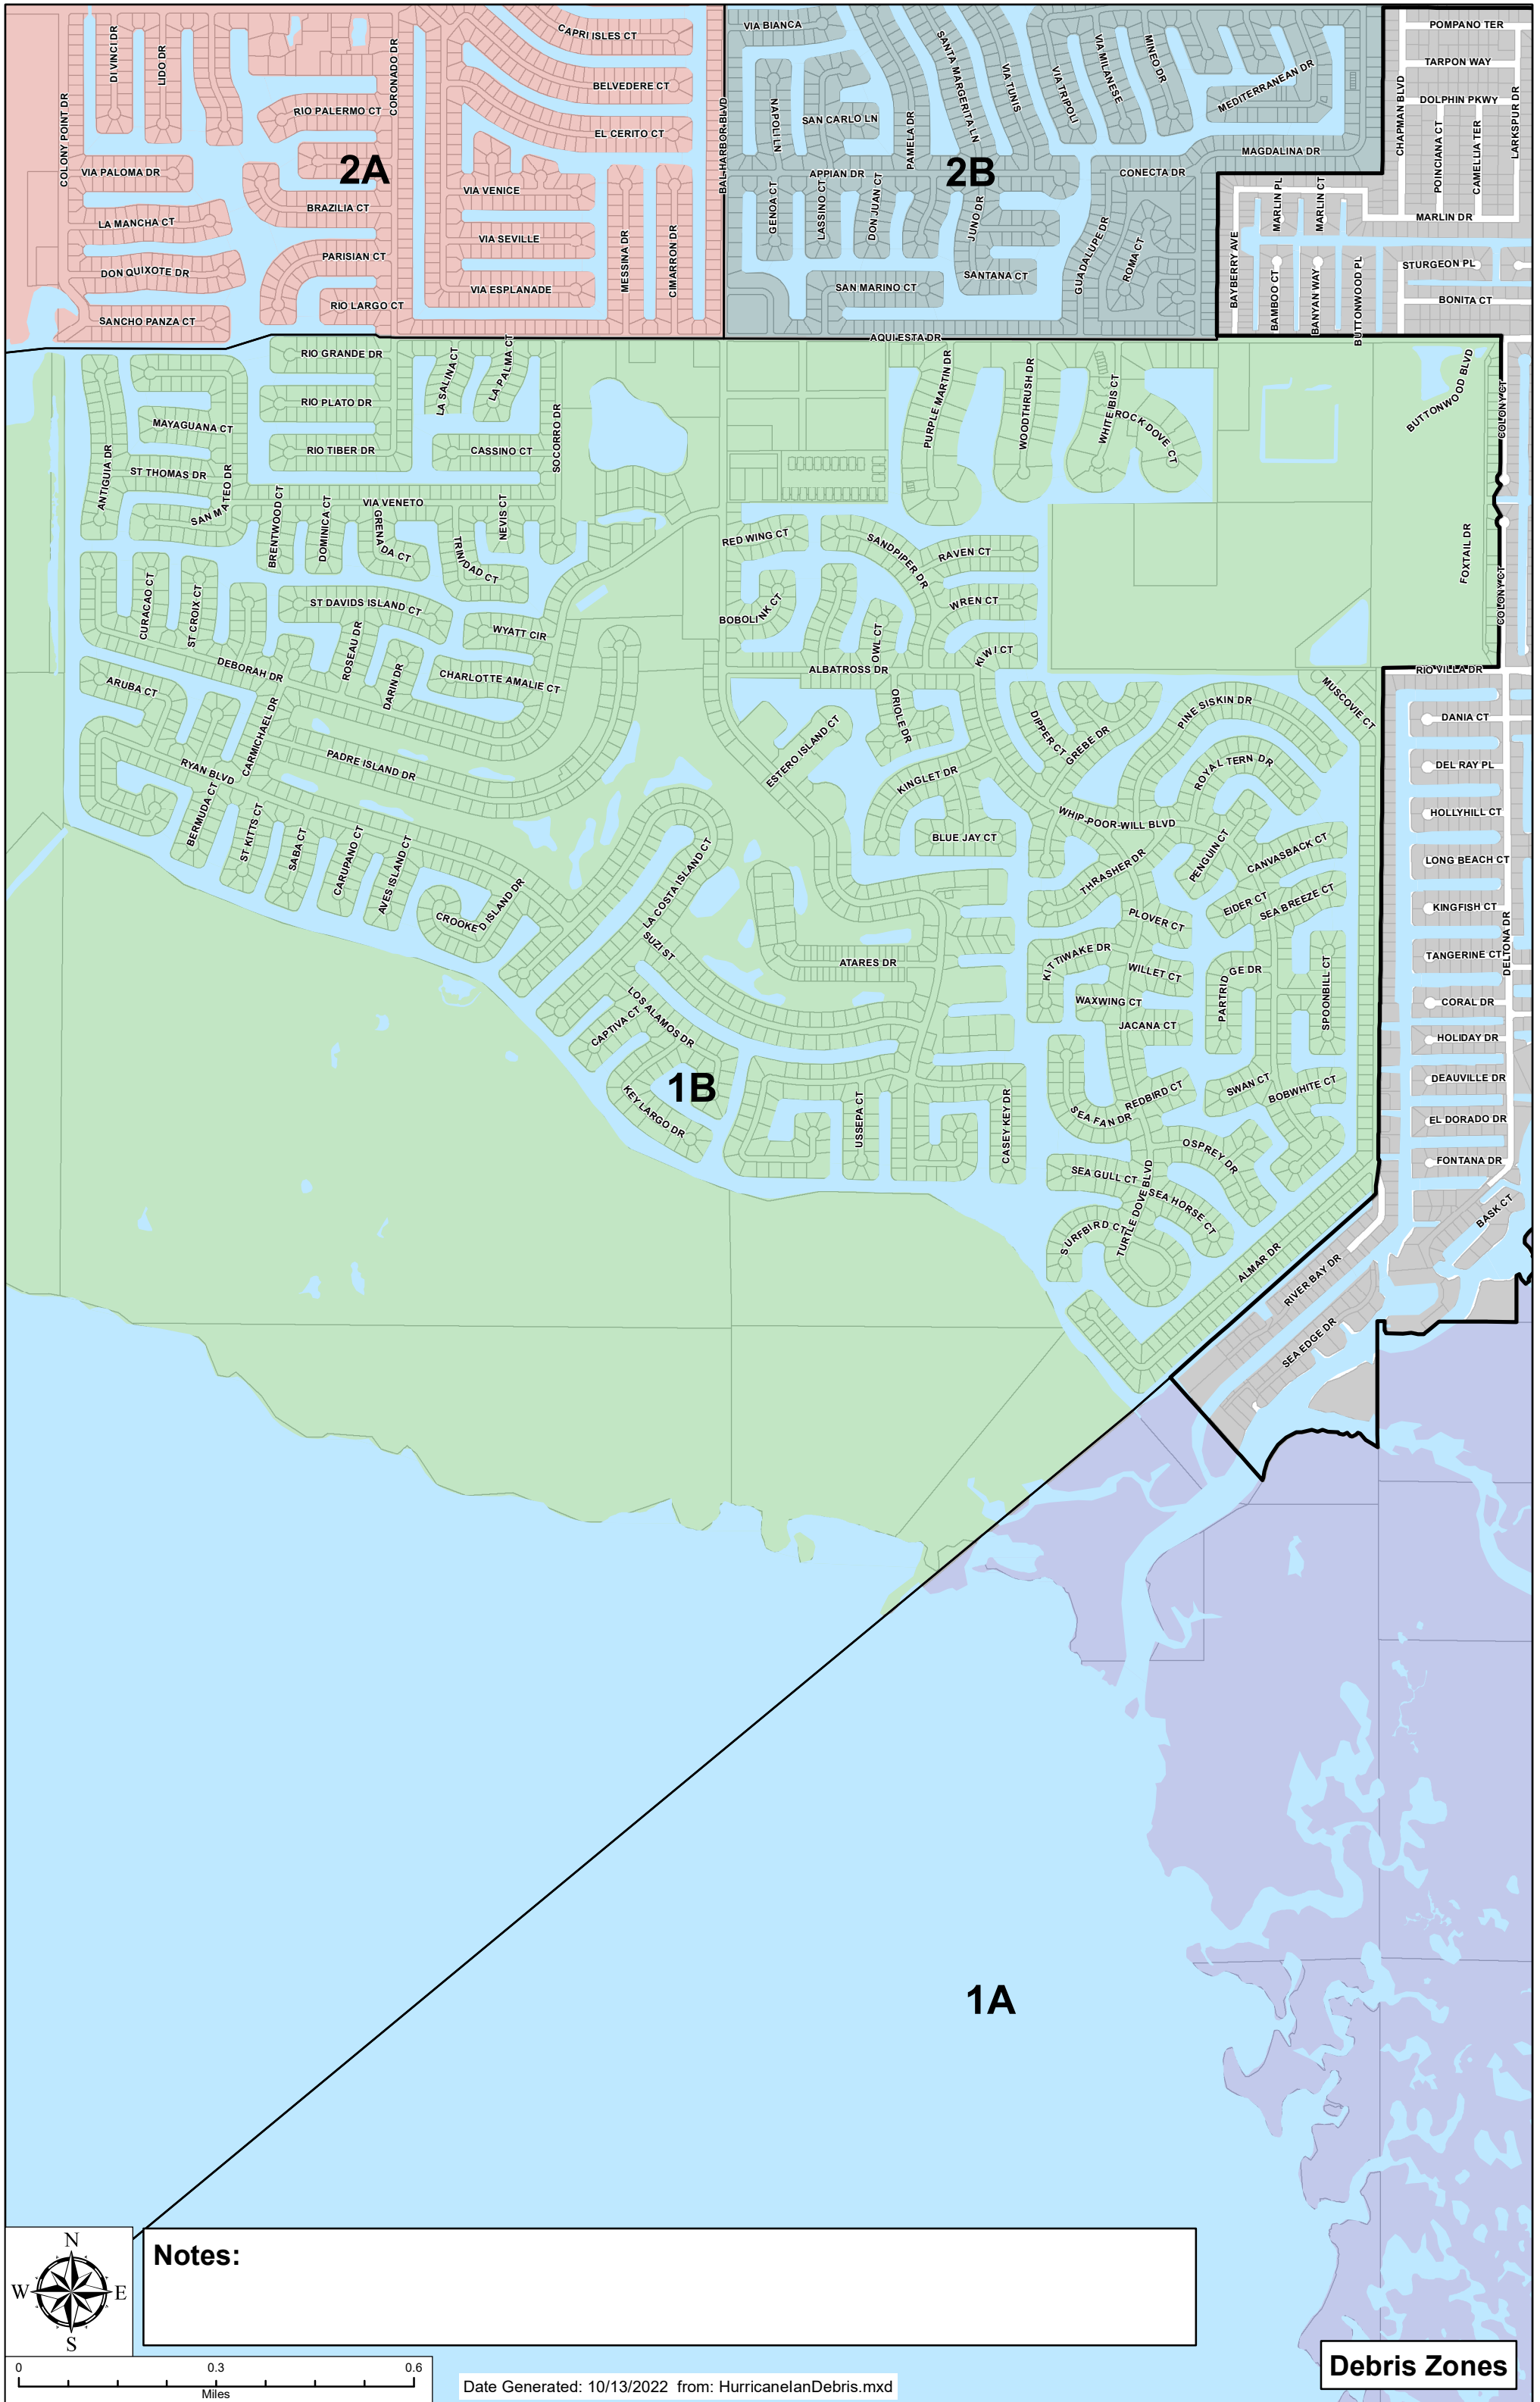 POMPANO TER
DI VINCI DR
LIDO DR
CORONADO DR
CAPRI ISLES CT
VIA BIANCA
SANTA MARGERITA LN
VIA TUNIS
VIA TRIPOLI
VIA MILANESE
MINEO DR
MEDITERRANEAN DR
TARPON WAY
COLONY POINT DR
RIO PALERMO CT
BELVEDERE CT
BAL HARBOR BLVD
NAPOLI LN
SAN CARLO LN
PAMELA DR
CHAPMAN BLVD
DOLPHIN PKWY
LARKSPUR DR
EL CERITO CT
2A
2B
MAGDALINA DR
POINCIANA CT
CAMELLIA TER
VIA PALOMA DR
VIA VENICE
APPIAN DR
CONECTA DR
LA MANCHA CT
BRAZILIA CT
GENOA CT
LASSINO CT
DON JUAN CT
JUNO DR
MARLIN PL
MARLIN CT
MARLIN DR
VIA SEVILLE
MESSINA DR
CIMARRON DR
GUADALUPE DR
ROMA CT
BAYBERRY AVE
DON QUIXOTE DR
PARISIAN CT
SANTANA CT
STURGEON PL
VIA ESPLANADE
SAN MARINO CT
BAMBOO CT
BANYAN WAY
BUTTONWOOD PL
BONITA CT
SANCHO PANZA CT
RIO LARGO CT
AQUI ESTA DR
RIO GRANDE DR
LA SALINA CT
LA PALMA CT
PURPLE MARTIN DR
WOODTHRUSH DR
WHITE IBIS CT
ROCK DOVE CT
BUTTONWOOD BLVD
COLONY CT
RIO PLATO DR
MAYAGUANA CT
ANTIGUIA DR
RIO TIBER DR
CASSINO CT
SOCORRO DR
ST THOMAS DR
SAN MATEO DR
VIA VENETO
BRENTWOOD CT
DOMINICA CT
GRENADA CT
TRINIDAD CT
NEVIS CT
RED WING CT
SANDPIPER DR
RAVEN CT
FOXTAIL DR
COLONY CT
CURACAO CT
ST CROIX CT
ST DAVIDS ISLAND CT
WYATT CIR
BOBOLINK CT
OWL CT
WREN CT
KIWI CT
DEBORAH DR
ROSEAU DR
DARIN DR
CHARLOTTE AMALIE CT
ALBATROSS DR
RIO VILLA DR
ARUBA CT
CARMICHAEL DR
ORIOLE DR
DIPPER CT
GREBE DR
PINE SISKIN DR
MUSCOVIE CT
DANIA CT
RYAN BLVD
PADRE ISLAND DR
ESTERO ISLAND CT
KINGLET DR
ROYAL TERN DR
DEL RAY PL
BERMUDA CT
ST KITTS CT
SABA CT
CARUPANO CT
AVES ISLAND CT
BLUE JAY CT
WHIP-POOR-WILL BLVD
HOLLYHILL CT
LA COSTA ISLAND CT
THRASHER DR
PENGUIN CT
CANVASBACK CT
LONG BEACH CT
CROOKED ISLAND DR
PLOVER CT
EIDER CT
SEA BREEZE CT
KINGFISH CT
SUZI ST
ATARES DR
KITTIWAKE DR
WILLET CT
PARTRIDGE DR
SPOONBILL CT
TANGERINE CT
DELTONA DR
LOS ALAMOS DR
CAPTIVA CT
WAXWING CT
JACANA CT
CORAL DR
HOLIDAY DR
1B
KEY LARGO DR
USSEPA CT
CASEY KEY DR
SEA FAN DR
REDBIRD CT
SWAN CT
BOBWHITE CT
DEAUVILLE DR
EL DORADO DR
OSPREY DR
FONTANA DR
SEA GULL CT
SEA HORSE CT
TURTLE DOVE BLVD
SURFBIRD CT
BASK CT
ALMAR DR
RIVER BAY DR
SEA EDGE DR
1A
N
W
E
S
Notes:
0
0.3
0.6
Miles
Date Generated: 10/13/2022 from: HurricaneIanDebris.mxd
Debris Zones